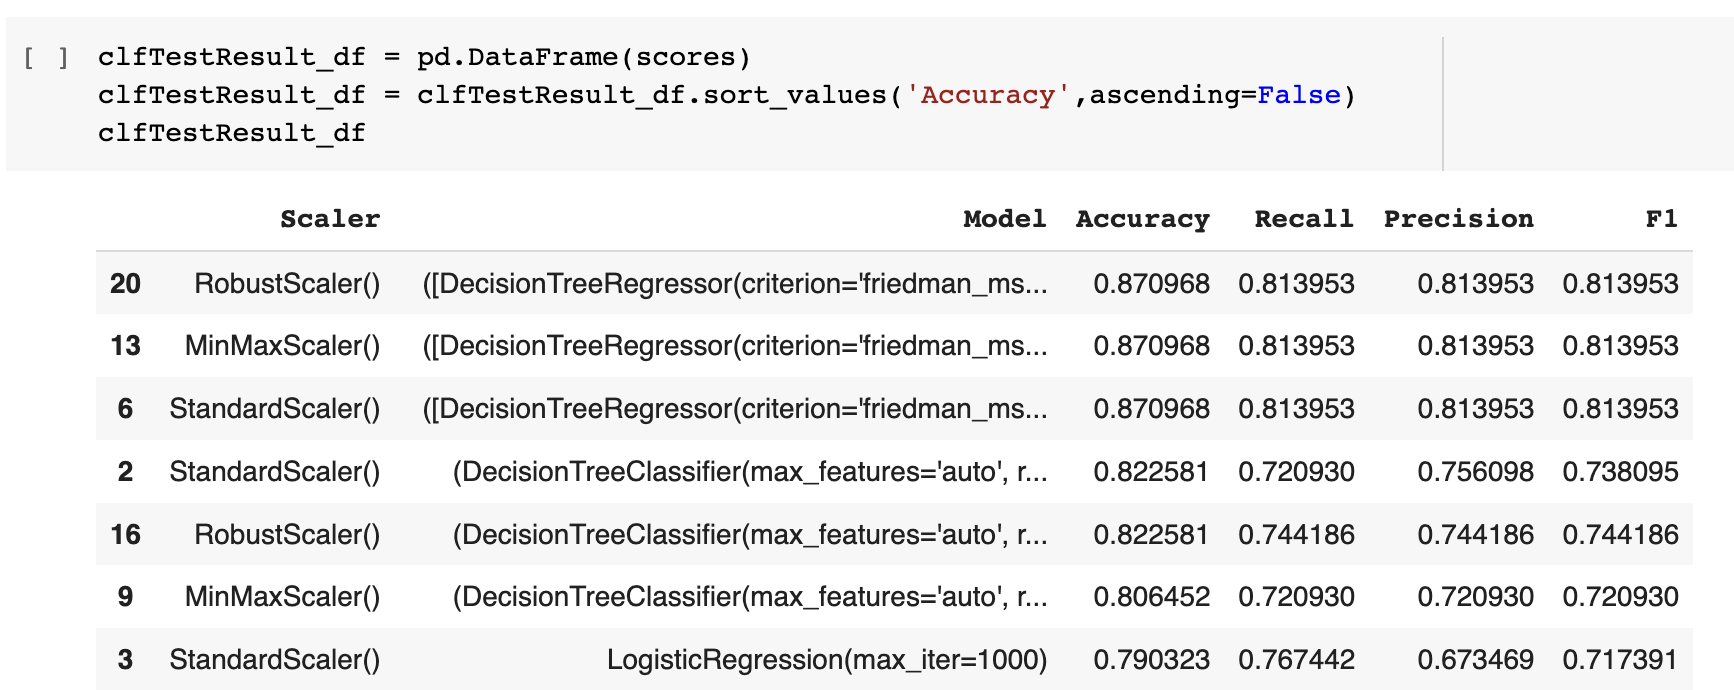 [ ] clfTestResult_df = pd.DataFrame(scores)
clfTestResult_df = clfTestResult_df.sort_values('Accuracy',ascending=False)
clfTestResult_df
Scaler Model Accuracy Recall Precision F1
20 RobustScaler() ([DecisionTreeRegressor(criterion='friedman_ms... 0.870968 0.813953 0.813953 0.813953
13 MinMaxScaler() ([DecisionTreeRegressor(criterion='friedman_ms... 0.870968 0.813953 0.813953 0.813953
6 StandardScaler() ([DecisionTreeRegressor(criterion='friedman_ms... 0.870968 0.813953 0.813953 0.813953
2 StandardScaler() (DecisionTreeClassifier(max_features='auto', r... 0.822581 0.720930 0.756098 0.738095
16 RobustScaler() (DecisionTreeClassifier(max_features='auto', r... 0.822581 0.744186 0.744186 0.744186
9 MinMaxScaler() (DecisionTreeClassifier(max_features='auto', r... 0.806452 0.720930 0.720930 0.720930
3 StandardScaler() LogisticRegression(max_iter=1000) 0.790323 0.767442 0.673469 0.717391